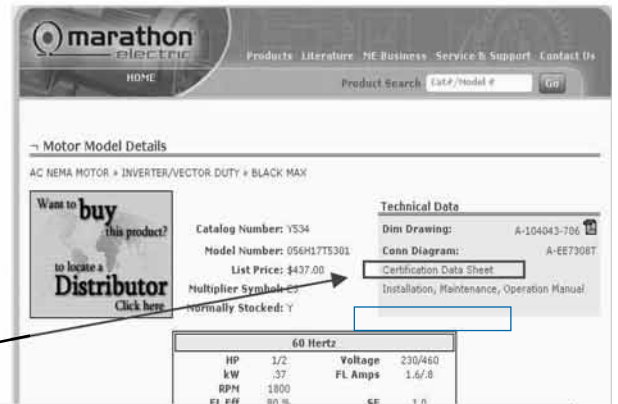 marathon
electric
Products Literature ME Business Service & Support Contact Us
HOME
Product Search Cat#/Model # Go
¬ Motor Model Details
AC NEMA MOTOR » INVERTER/VECTOR DUTY » BLACK MAX
Want to buy
this product?
to locate a
Distributor
Click here
Catalog Number: Y534
Model Number: 056H17T5301
List Price: $437.00
Multiplier Symbol:
Normally Stocked: Y
Technical Data
Dim Drawing: A-104043-706
Conn Diagram: A-EE7308T
Certification Data Sheet
Installation, Maintenance, Operation Manual
60 Hertz
HP 1/2 Voltage 230/460
kW .37 FL Amps 1.6/.8
RPM 1800
FL Eff 80 % SF 1.0